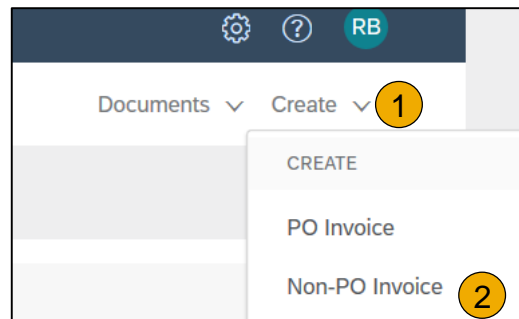 ? RB
Documents Create 1
CREATE
PO Invoice
Non-PO Invoice 2